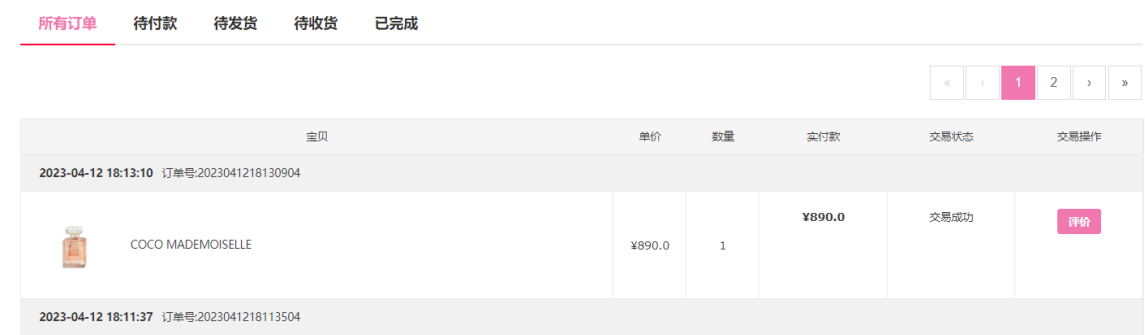 所有订单 待付款 待发货 待收货 已完成
« ‹ 1 2 › »
宝贝 单价 数量 实付款 交易状态 交易操作
2023-04-12 18:13:10 订单号:2023041218130904
¥890.0 交易成功 评价
COCO MADEMOISELLE ¥890.0 1
2023-04-12 18:11:37 订单号:2023041218113504